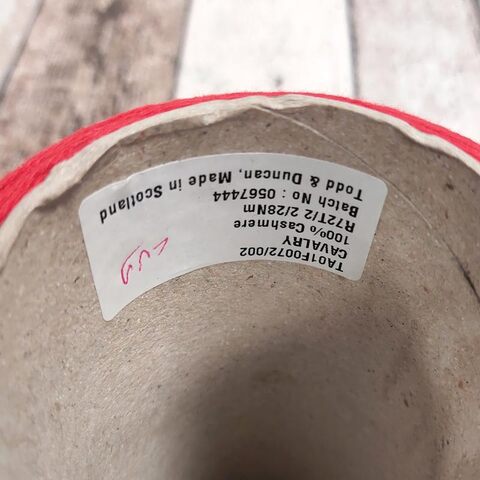 TA01F0072/002
CAVALRY
100% Cashmere
R72T/2 2/28Nm
Batch No : 0567444
Todd & Duncan, Made in Scotland